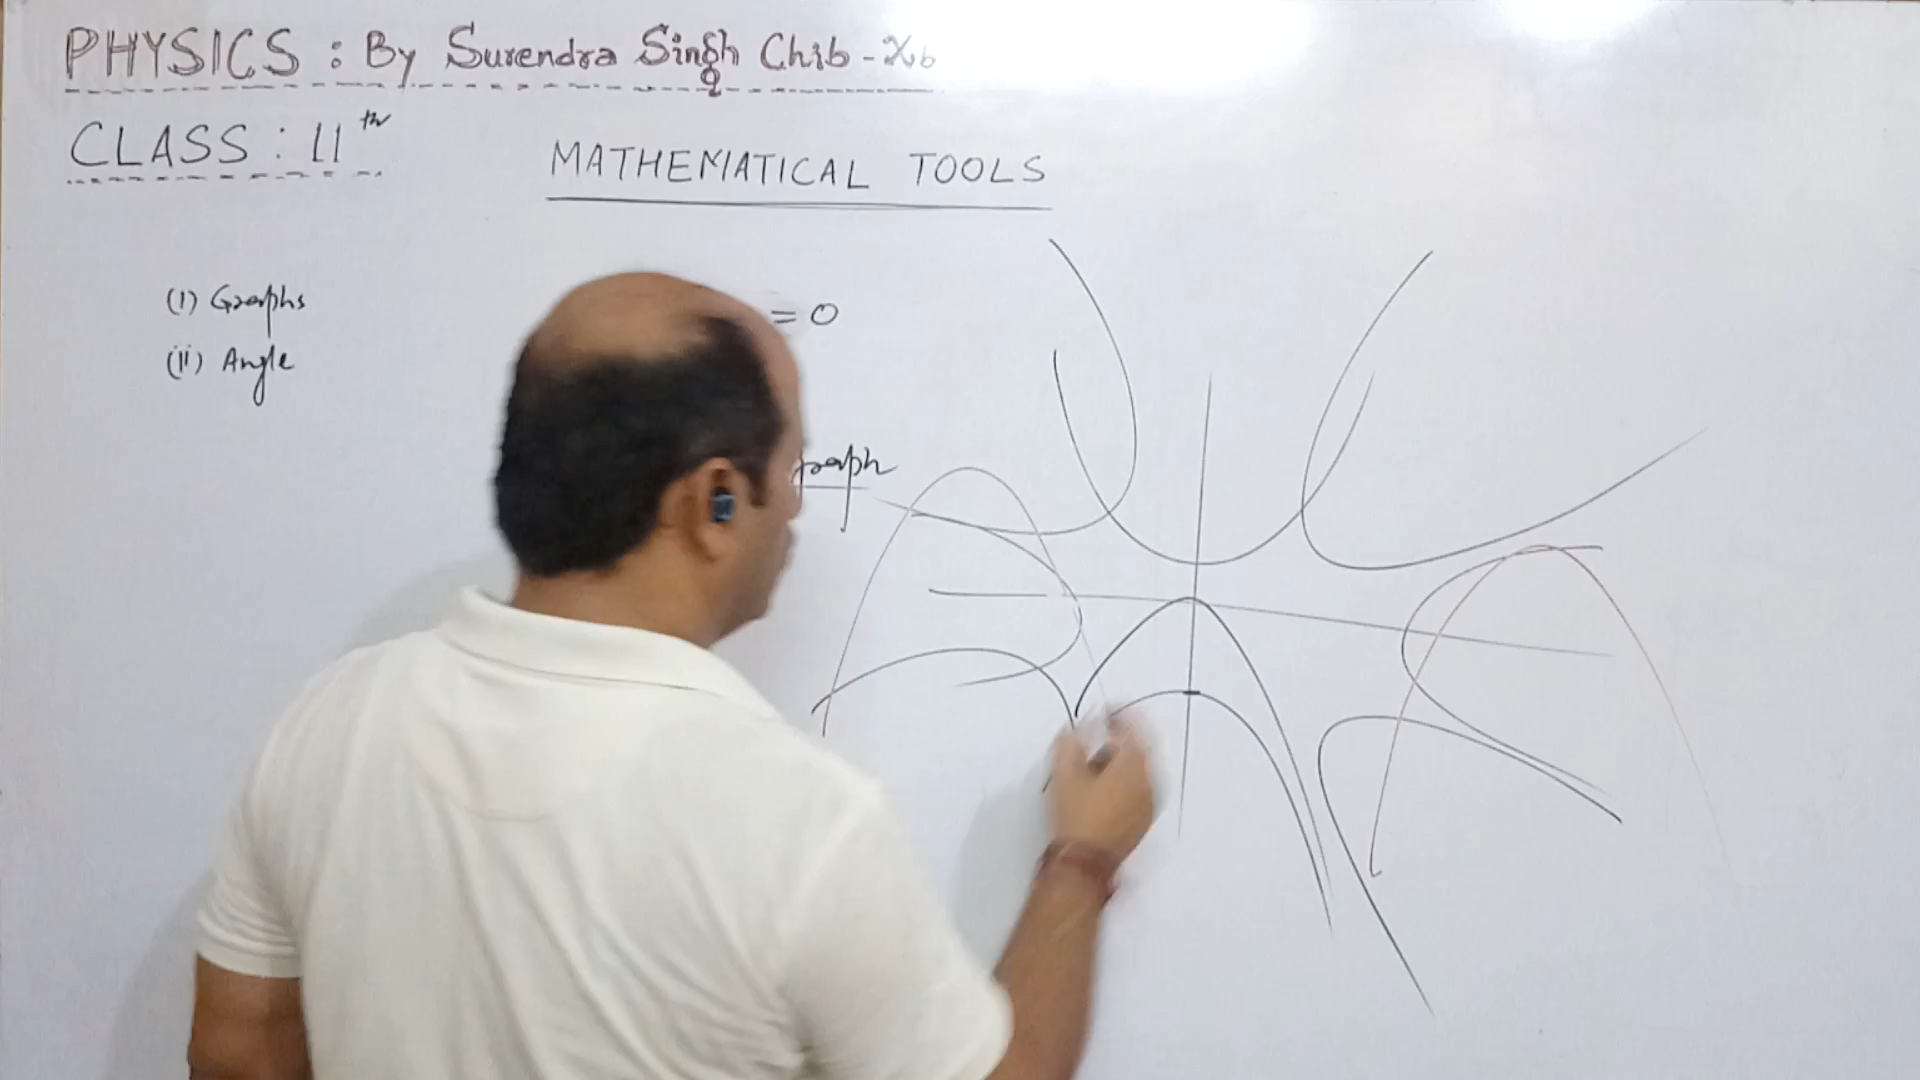 PHYSICS : By Surendra Singh Chib -
CLASS : 11th
MATHEMATICAL TOOLS
(i) Graphs
= 0
(ii) Angle